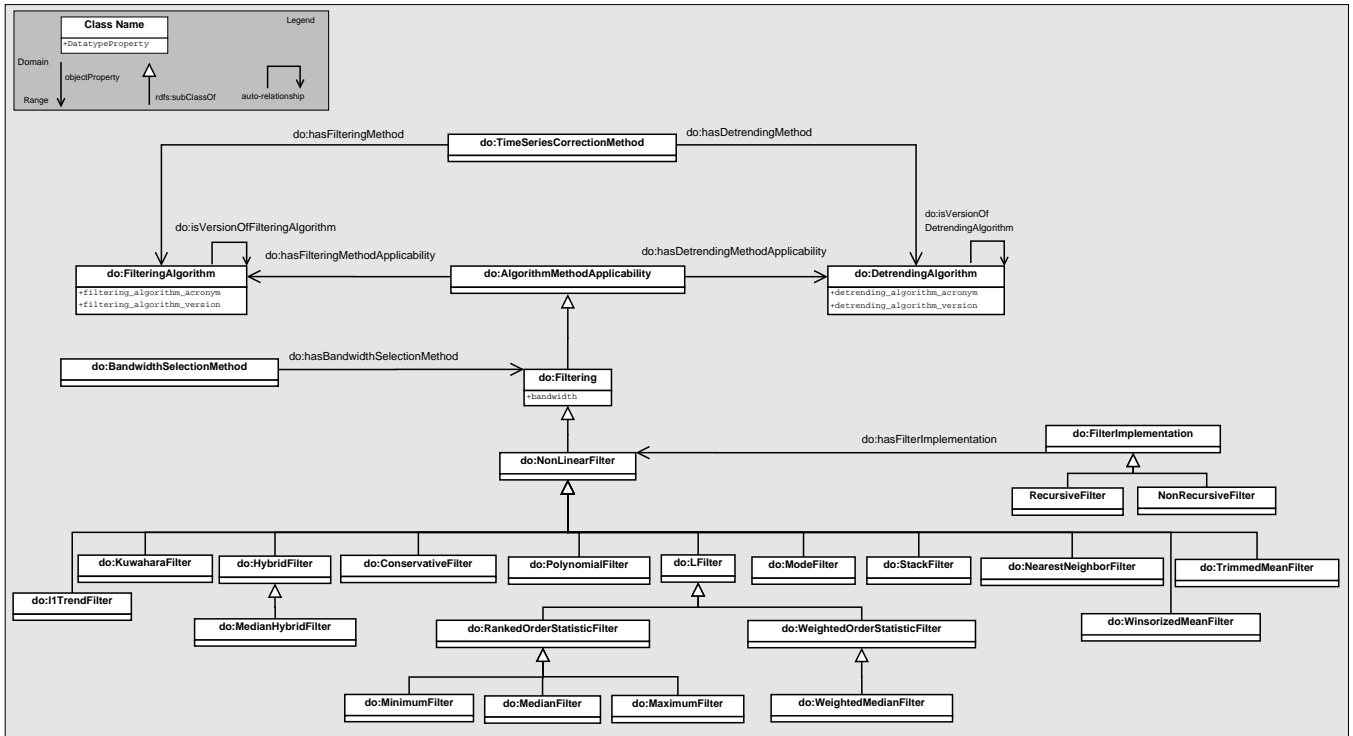 Class Name
Legend
+DatatypeProperty
Domain
objectProperty
Range
rdfs:subClassOf
auto-relationship
do:hasFilteringMethod
do:TimeSeriesCorrectionMethod
do:hasDetrendingMethod
do:isVersionOfFilteringAlgorithm
do:isVersionOf
DetrendingAlgorithm
do:hasFilteringMethodApplicability
do:hasDetrendingMethodApplicability
do:FilteringAlgorithm
+filtering_algorithm_acronym
+filtering_algorithm_version
do:AlgorithmMethodApplicability
do:DetrendingAlgorithm
+detrending_algorithm_acronym
+detrending_algorithm_version
do:BandwidthSelectionMethod
do:hasBandwidthSelectionMethod
do:Filtering
+bandwidth
do:NonLinearFilter
do:hasFilterImplementation
do:FilterImplementation
RecursiveFilter
NonRecursiveFilter
do:KuwaharaFilter
do:HybridFilter
do:ConservativeFilter
do:PolynomialFilter
do:LFilter
do:ModeFilter
do:StackFilter
do:NearestNeighborFilter
do:TrimmedMeanFilter
do:l1TrendFilter
do:MedianHybridFilter
do:RankedOrderStatisticFilter
do:WeightedOrderStatisticFilter
do:WinsorizedMeanFilter
do:MinimumFilter
do:MedianFilter
do:MaximumFilter
do:WeightedMedianFilter